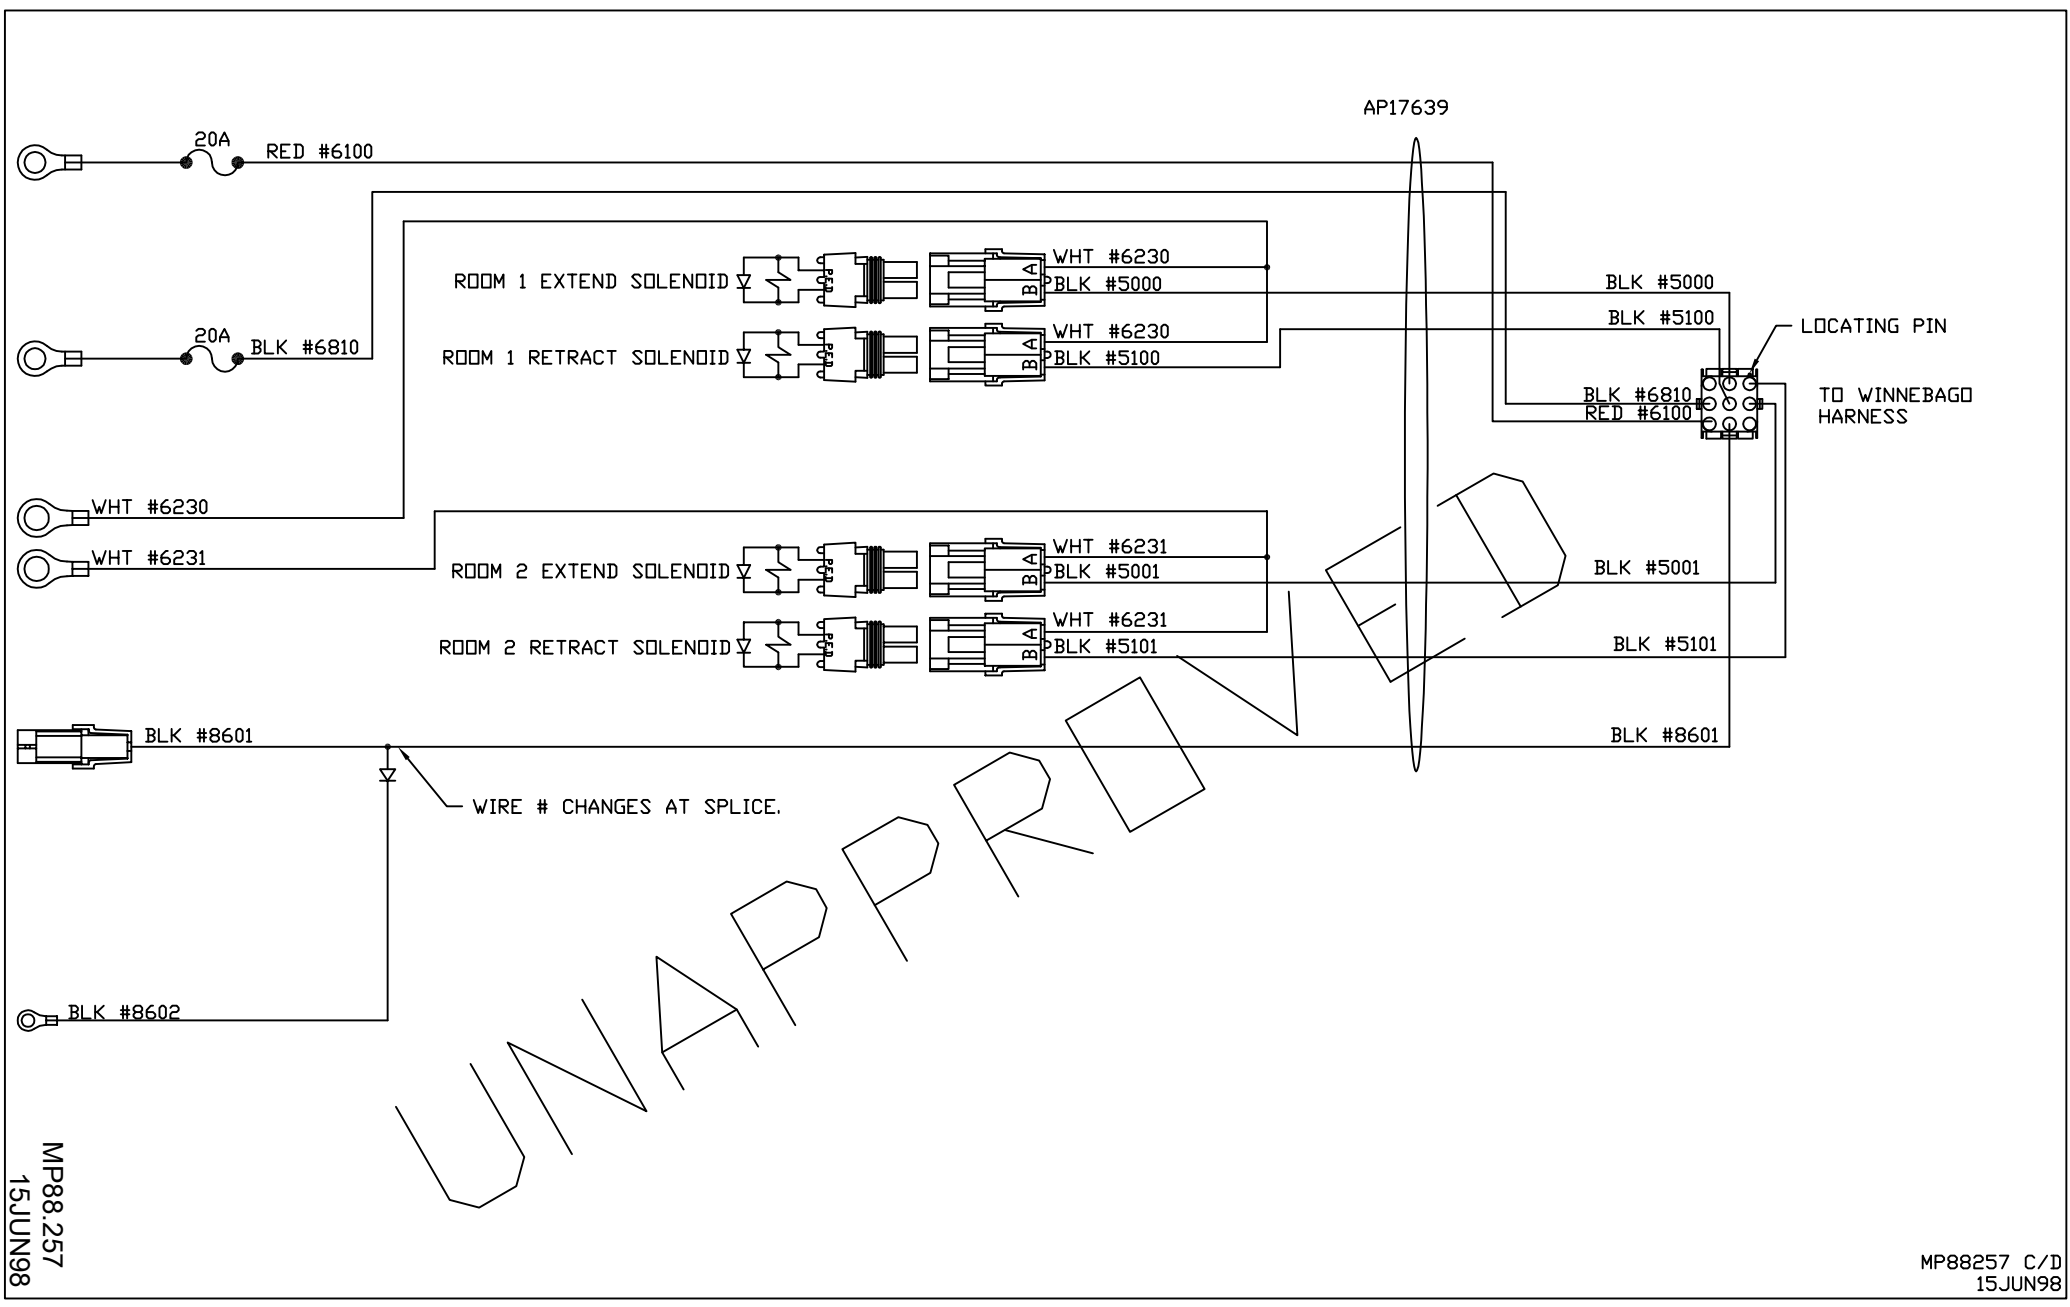 AP17639
20A
RED #6100
WHT #6230
ROOM 1 EXTEND SOLENOID
P.E.D
A
B
BLK #5000
BLK #5000
BLK #5100
LOCATING PIN
20A
BLK #6810
WHT #6230
ROOM 1 RETRACT SOLENOID
P.E.D
A
B
BLK #5100
BLK #6810
RED #6100
TO WINNEBAGO
HARNESS
WHT #6230
WHT #6231
WHT #6231
ROOM 2 EXTEND SOLENOID
P.E.D
A
B
BLK #5001
BLK #5001
WHT #6231
ROOM 2 RETRACT SOLENOID
P.E.D
A
B
BLK #5101
BLK #5101
BLK #8601
BLK #8601
WIRE # CHANGES AT SPLICE.
UNAPPROVED
BLK #8602
MP88.257
15JUN98
MP88257 C/D
15JUN98